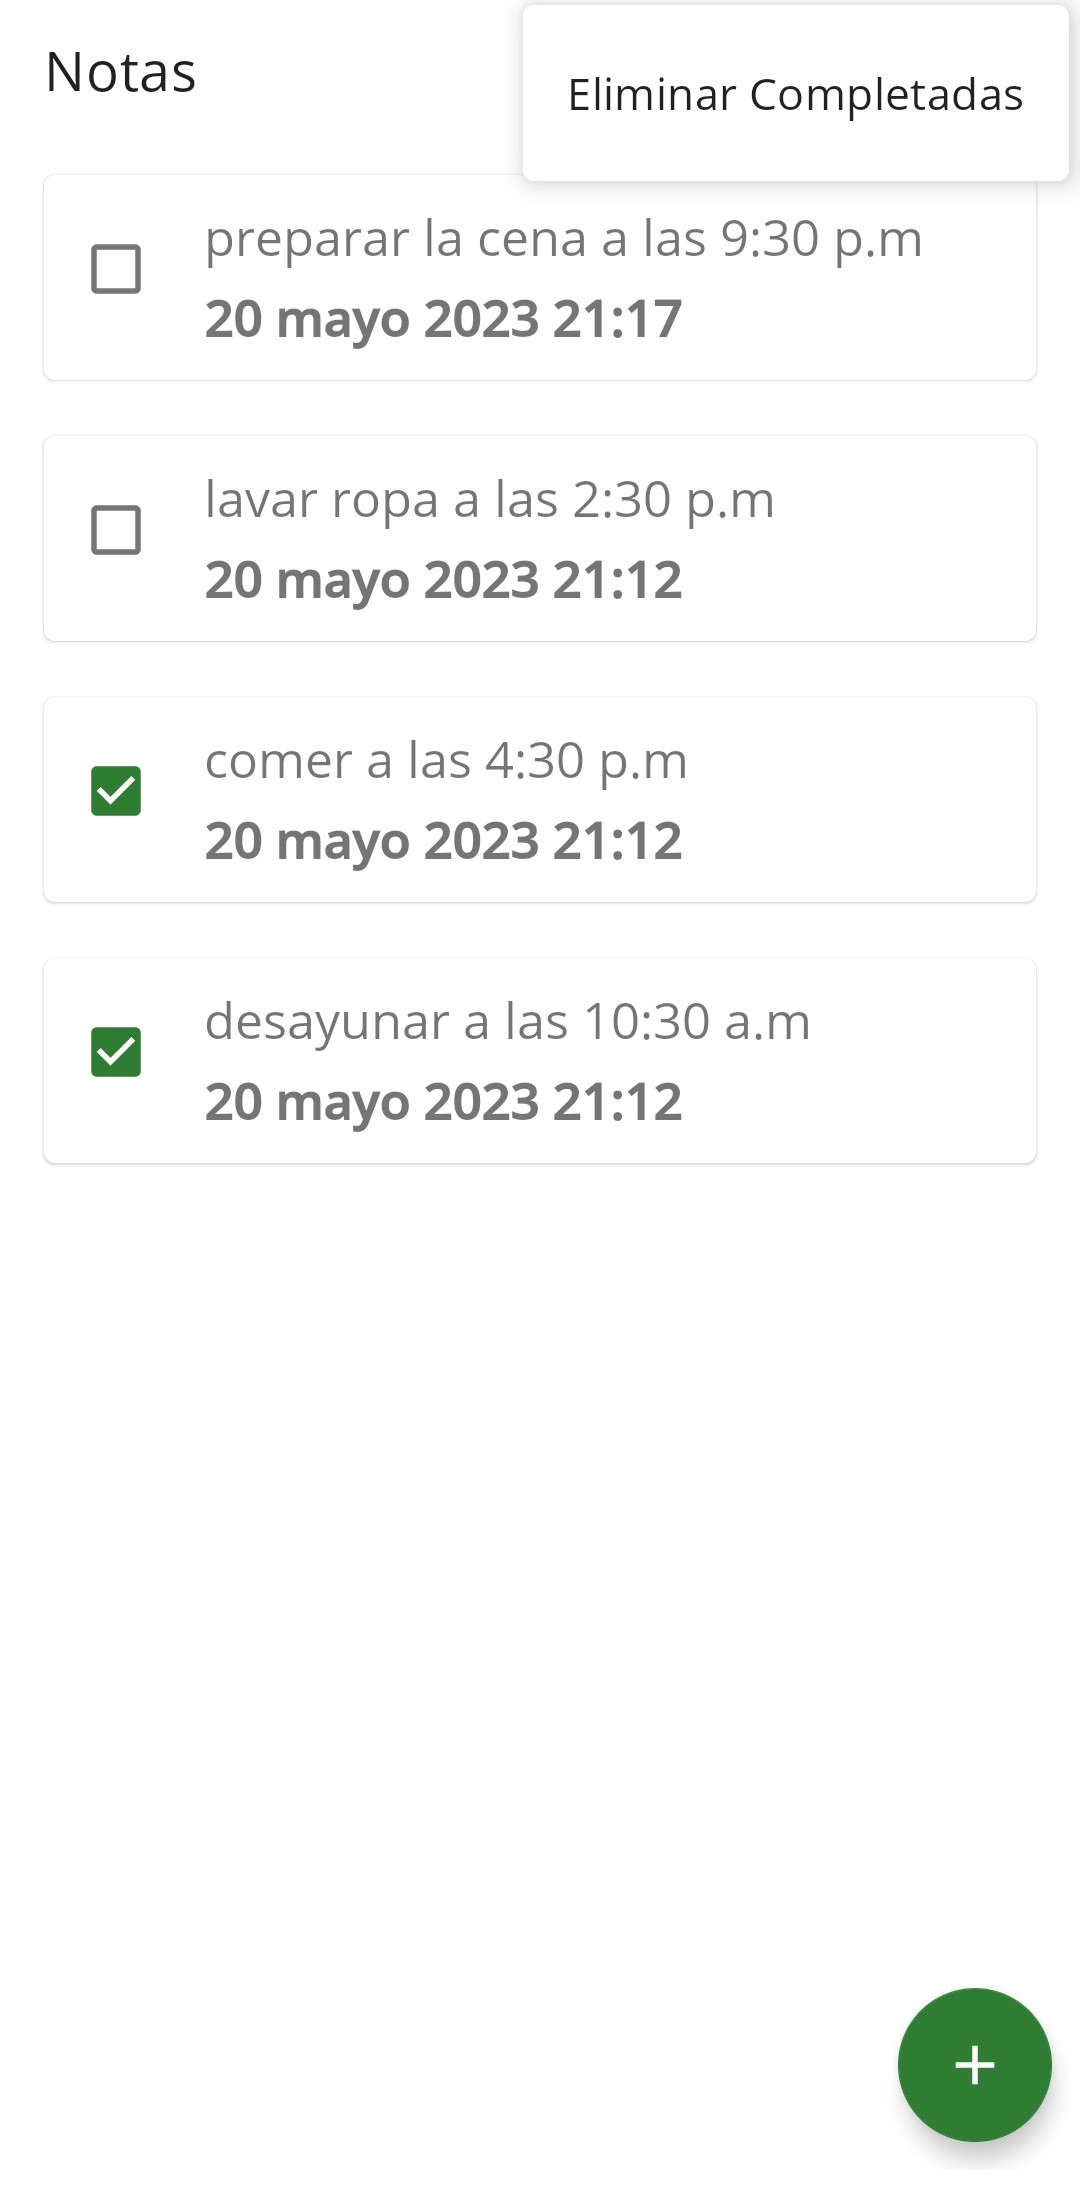 Notas
Eliminar Completadas
preparar la cena a las 9:30 p.m
20 mayo 2023 21:17
lavar ropa a las 2:30 p.m
20 mayo 2023 21:12
comer a las 4:30 p.m
20 mayo 2023 21:12
desayunar a las 10:30 a.m
20 mayo 2023 21:12